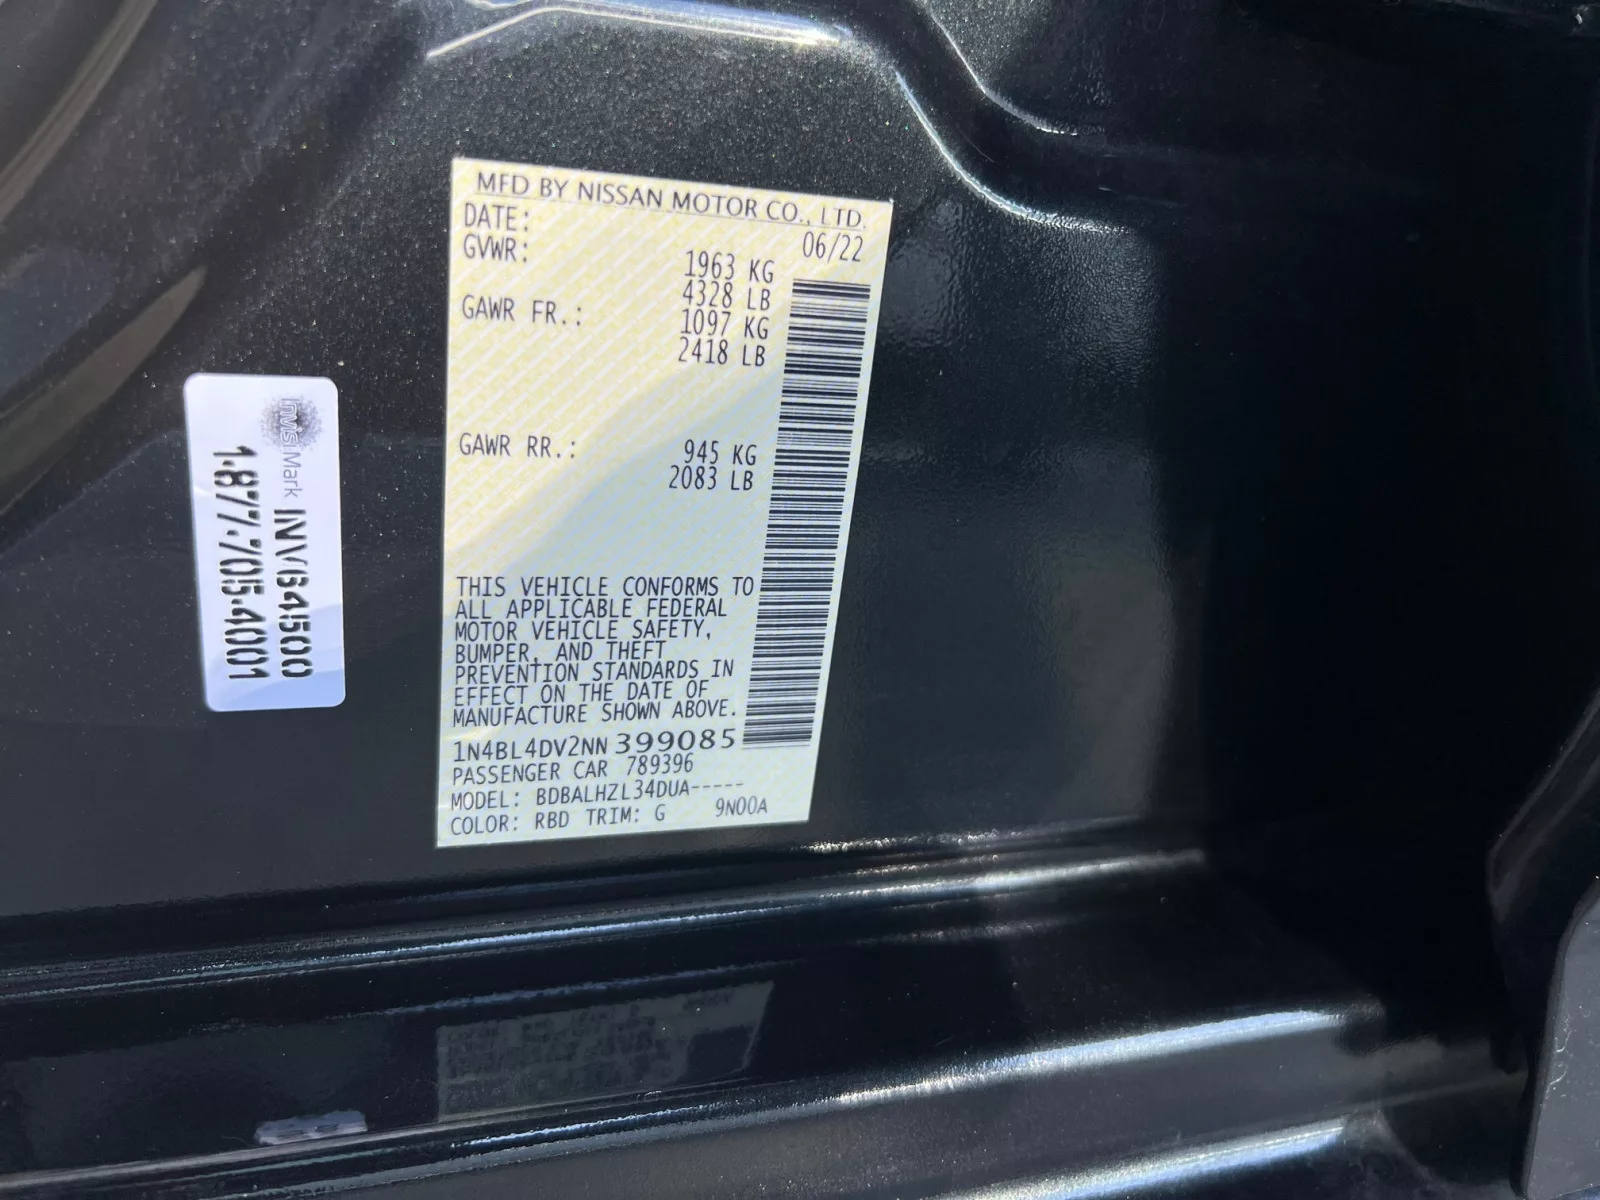 MFD BY NISSAN MOTOR CO., LTD.
DATE: 06/22
GVWR: 1963 KG
4328 LB
GAWR FR.: 1097 KG
2418 LB
GAWR RR.: 945 KG
2083 LB
THIS VEHICLE CONFORMS TO
ALL APPLICABLE FEDERAL
MOTOR VEHICLE SAFETY,
BUMPER, AND THEFT
PREVENTION STANDARDS IN
EFFECT ON THE DATE OF
MANUFACTURE SHOWN ABOVE.
1N4BL4DV2NN399085
PASSENGER CAR 789396
MODEL: BDBALHZL34DUA-----
COLOR: RBD TRIM: G 9N00A
InvisiMark INV645000
1-877-705-4001